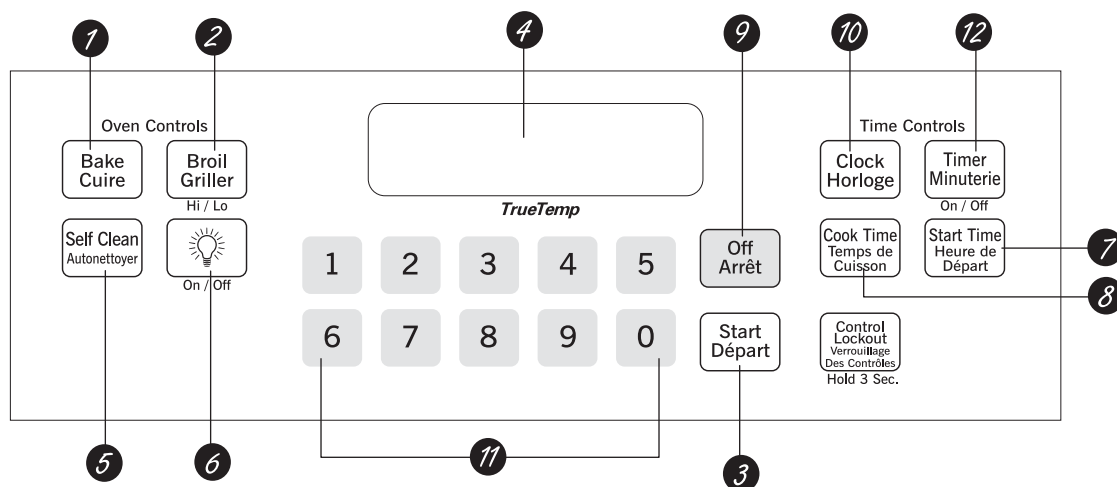 1
2
4
9
10
12
Oven Controls
Time Controls
Bake
Cuire
Broil
Griller
Hi / Lo
Clock
Horloge
Timer
Minuterie
On / Off
TrueTemp
Self Clean
Autonettoyer
On / Off
1 2 3 4 5
Off
Arrêt
Cook Time
Temps de
Cuisson
Start Time
Heure de
Départ
7
8
6 7 8 9 0
Start
Départ
Control
Lockout
Verrouillage
Des Contrôles
Hold 3 Sec.
5
6
11
3